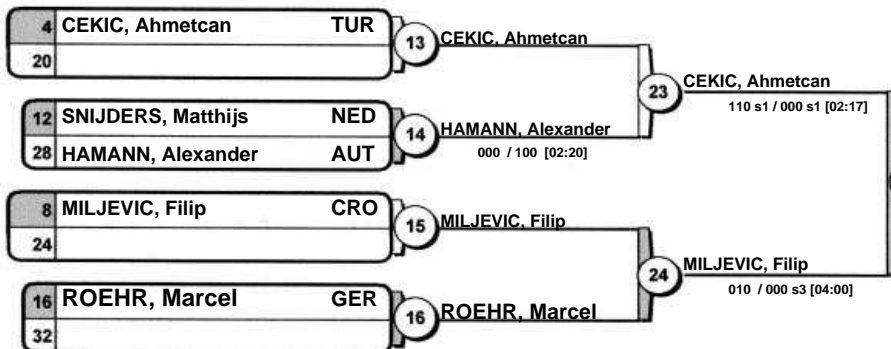 4 CEKIC, Ahmetcan TUR
20
13 CEKIC, Ahmetcan
12 SNIJDERS, Matthijs NED
28 HAMANN, Alexander AUT
14 HAMANN, Alexander
000 / 100 [02:20]
23 CEKIC, Ahmetcan
110 s1 / 000 s1 [02:17]
8 MILJEVIC, Filip CRO
24
15 MILJEVIC, Filip
16 ROEHR, Marcel GER
32
16 ROEHR, Marcel
24 MILJEVIC, Filip
010 / 000 s3 [04:00]